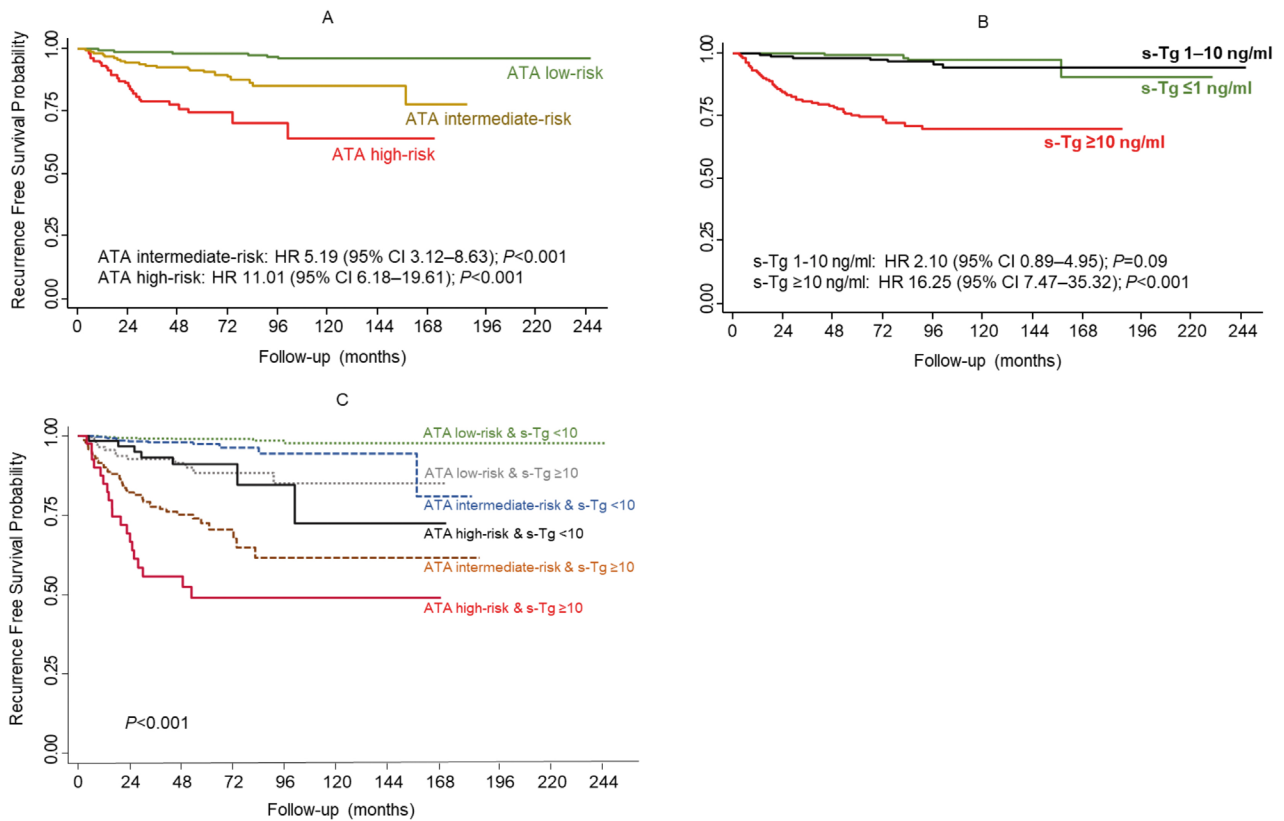 A
Recurrence Free Survival Probability
1.00
0.75
0.50
0.25
0.00
ATA low-risk
ATA intermediate-risk
ATA high-risk
ATA intermediate-risk: HR 5.19 (95% CI 3.12–8.63); P<0.001
ATA high-risk: HR 11.01 (95% CI 6.18–19.61); P<0.001
0 24 48 72 96 120 144 168 196 220 244
Follow-up (months)
B
1.00
0.75
0.50
0.25
0.00
s-Tg 1–10 ng/ml
s-Tg ≤1 ng/ml
s-Tg ≥10 ng/ml
s-Tg 1-10 ng/ml: HR 2.10 (95% CI 0.89–4.95); P=0.09
s-Tg ≥10 ng/ml: HR 16.25 (95% CI 7.47–35.32); P<0.001
0 24 48 72 96 120 144 168 196 220 244
Follow-up (months)
C
Recurrence Free Survival Probability
1.00
0.75
0.50
0.25
0.00
ATA low-risk & s-Tg <10
ATA low-risk & s-Tg ≥10
ATA intermediate-risk & s-Tg <10
ATA high-risk & s-Tg <10
ATA intermediate-risk & s-Tg ≥10
ATA high-risk & s-Tg ≥10
P<0.001
0 24 48 72 96 120 144 168 196 220 244
Follow-up (months)